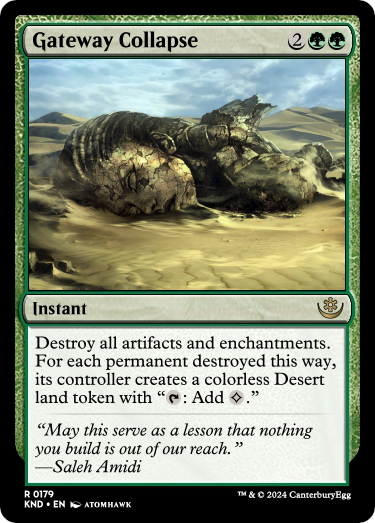 Gateway Collapse 2
Instant
Destroy all artifacts and enchantments.
For each permanent destroyed this way,
its controller creates a colorless Desert
land token with “: Add .”
“May this serve as a lesson that nothing
you build is out of our reach.”
—Saleh Amidi
R 0179
KND • EN ATOMHAWK
™ & © 2024 CanterburyEgg